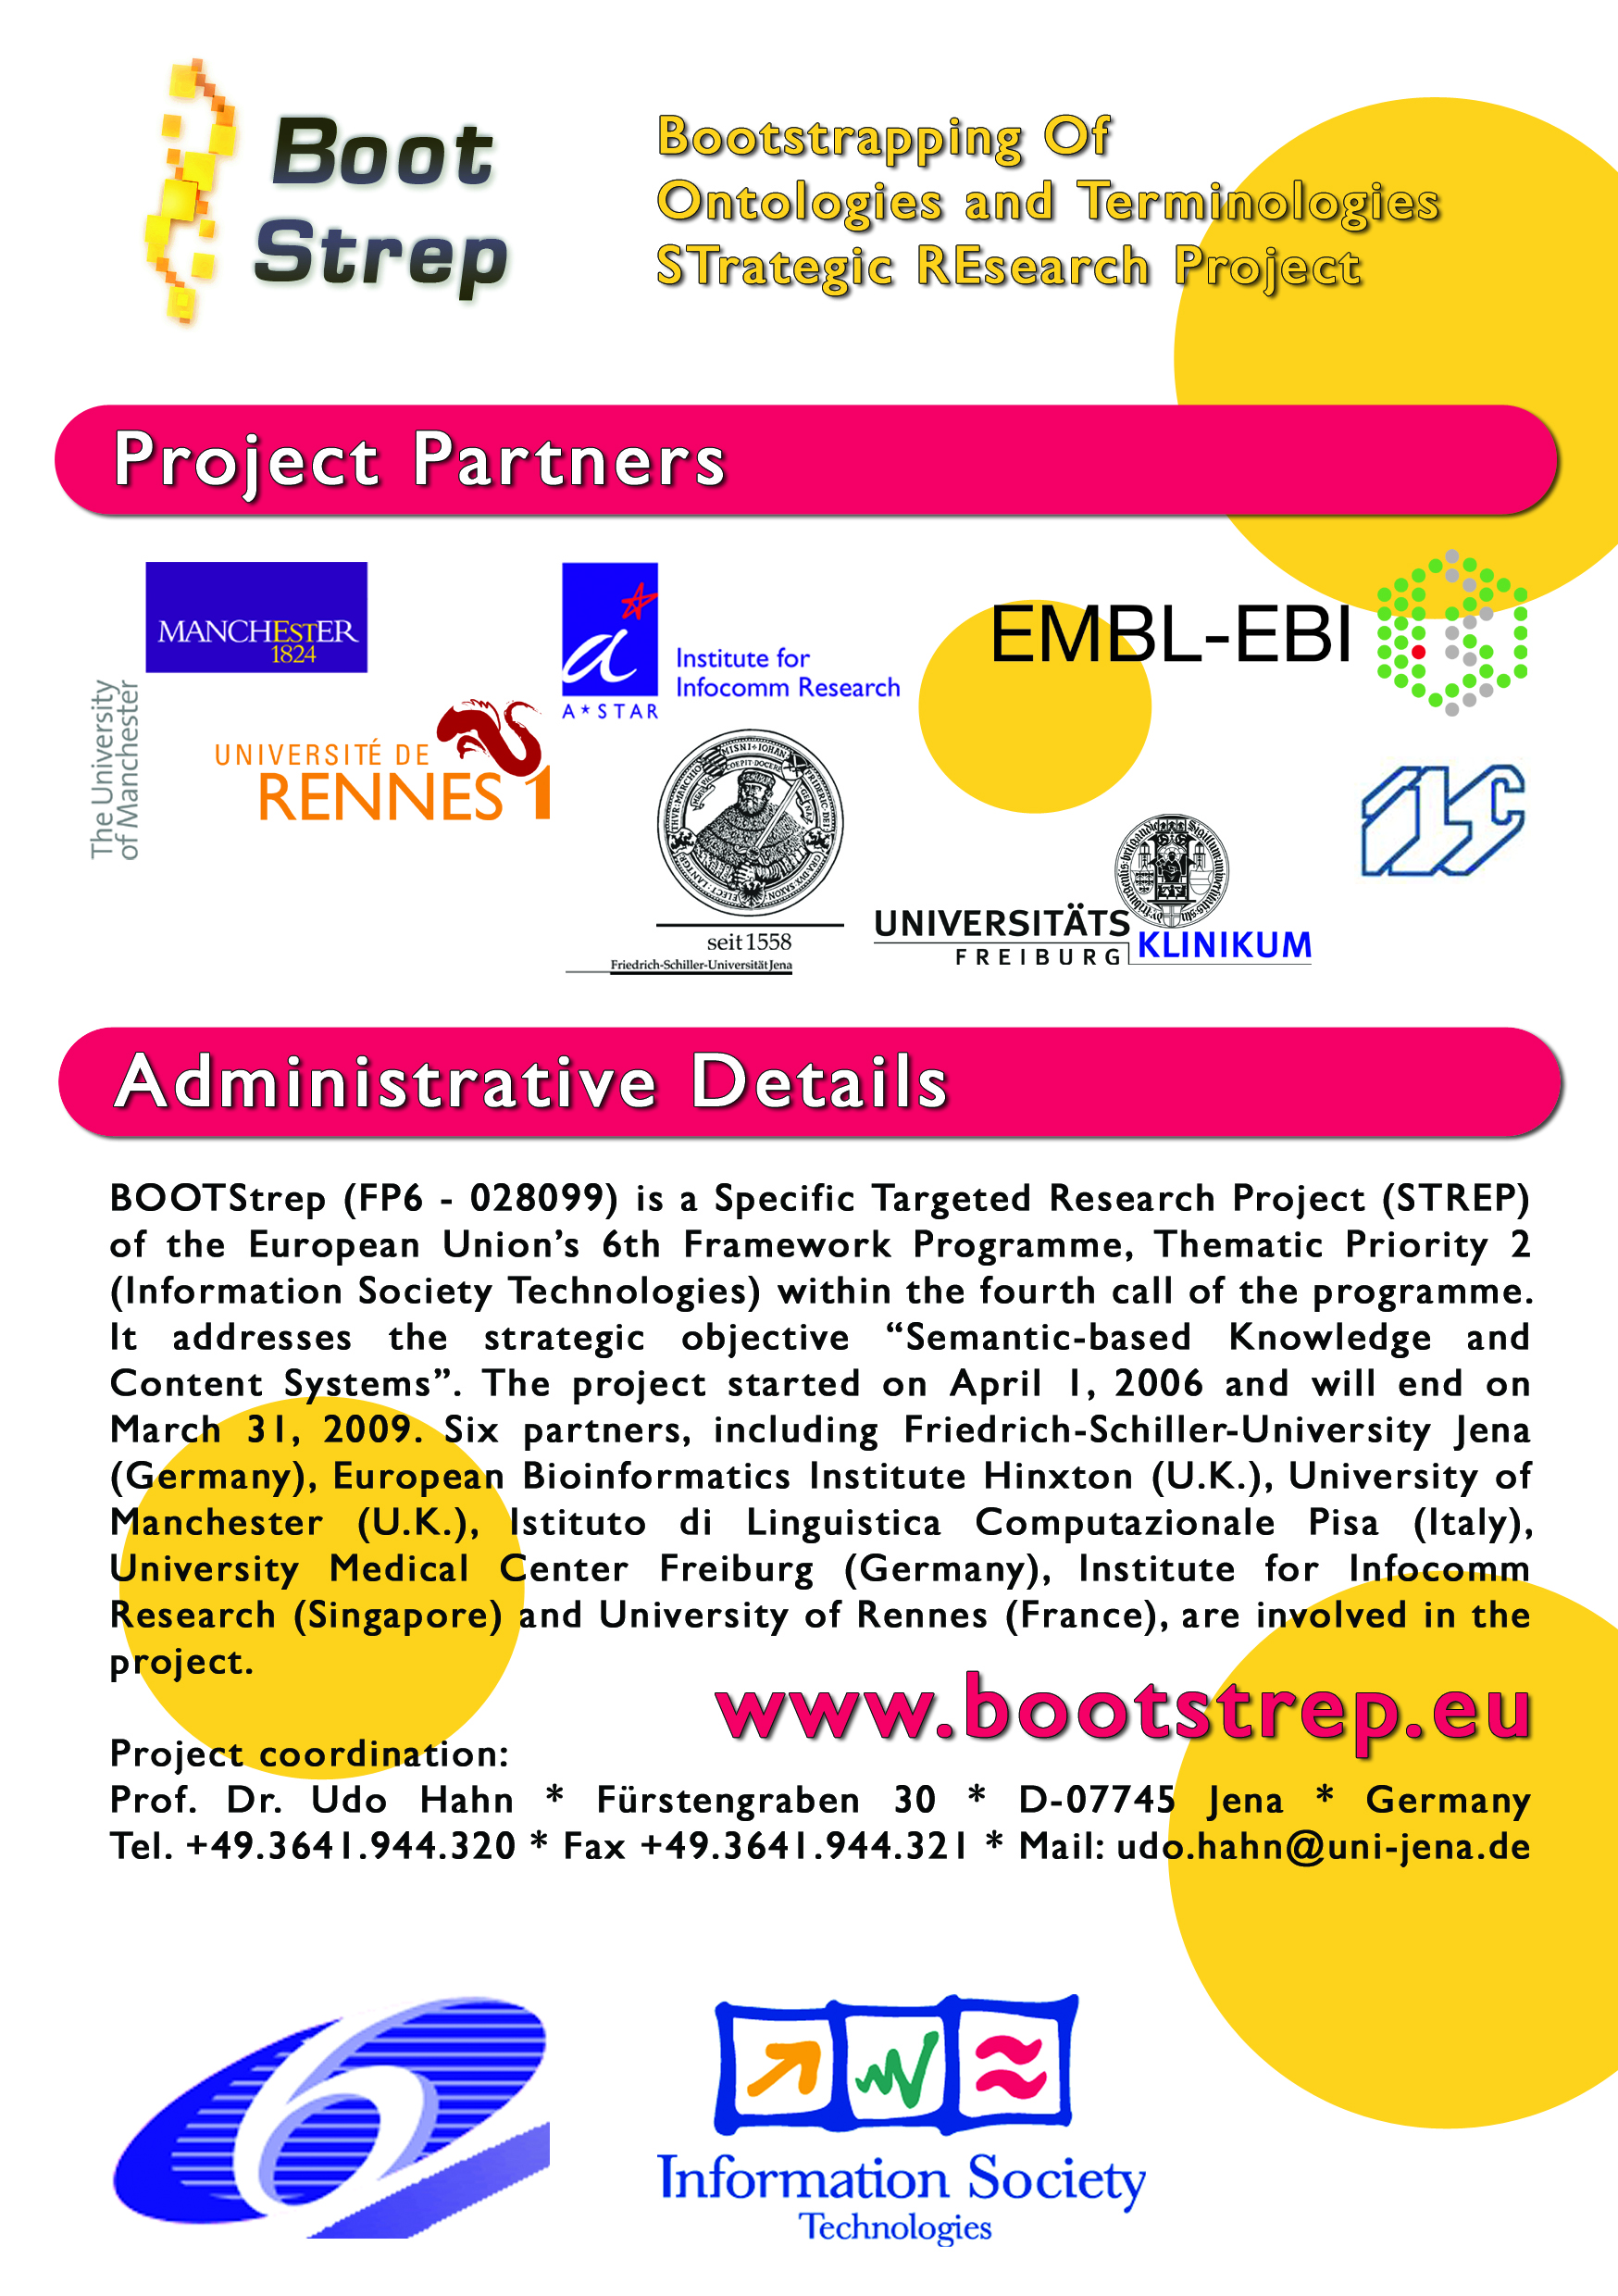 Boot
Strep
Bootstrapping Of
Ontologies and Terminologies
STrategic REsearch Project
Project Partners
MANCHESTER
1824
The University
of Manchester
UNIVERSITÉ DE
RENNES 1
a
A*STAR
Institute for
Infocomm Research
EMBL-EBI
seit 1558
Friedrich-Schiller-Universität Jena
UNIVERSITÄTS
FREIBURG
KLINIKUM
ilc
Administrative Details
BOOTStrep (FP6 - 028099) is a Specific Targeted Research Project (STREP)
of the European Union’s 6th Framework Programme, Thematic Priority 2
(Information Society Technologies) within the fourth call of the programme.
It addresses the strategic objective “Semantic-based Knowledge and
Content Systems”. The project started on April 1, 2006 and will end on
March 31, 2009. Six partners, including Friedrich-Schiller-University Jena
(Germany), European Bioinformatics Institute Hinxton (U.K.), University of
Manchester (U.K.), Istituto di Linguistica Computazionale Pisa (Italy),
University Medical Center Freiburg (Germany), Institute for Infocomm
Research (Singapore) and University of Rennes (France), are involved in the
project.
www.bootstrep.eu
Project coordination:
Prof. Dr. Udo Hahn * Fürstengraben 30 * D-07745 Jena * Germany
Tel. +49.3641.944.320 * Fax +49.3641.944.321 * Mail: udo.hahn@uni-jena.de
6
Information Society
Technologies